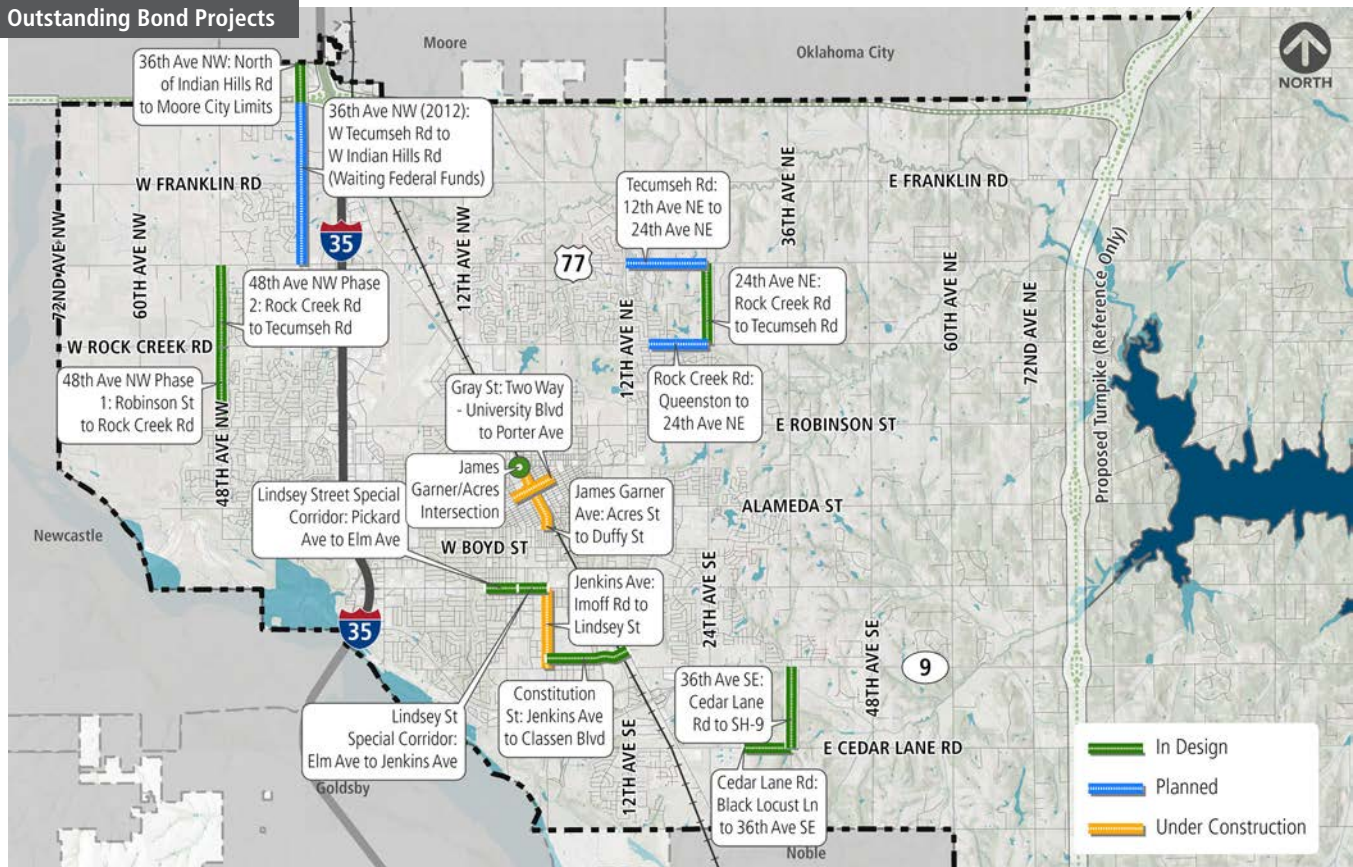 Outstanding Bond Projects
Moore
Oklahoma City
NORTH
36th Ave NW: North
of Indian Hills Rd
to Moore City Limits
36th Ave NW (2012):
W Tecumseh Rd to
W Indian Hills Rd
(Waiting Federal Funds)
W FRANKLIN RD
E FRANKLIN RD
Tecumseh Rd:
12th Ave NE to
24th Ave NE
36TH AVE NE
72ND AVE NW
60TH AVE NW
35
12TH AVE NW
77
48th Ave NW Phase
2: Rock Creek Rd
to Tecumseh Rd
24th Ave NE:
Rock Creek Rd
to Tecumseh Rd
60TH AVE NE
72ND AVE NE
Proposed Turnpike (Reference Only)
W ROCK CREEK RD
12TH AVE NE
48th Ave NW Phase
1: Robinson St
to Rock Creek Rd
Gray St: Two Way
- University Blvd
to Porter Ave
Rock Creek Rd:
Queenston to
24th Ave NE
E ROBINSON ST
48TH AVE NW
James
Garner/Acres
Intersection
Lindsey Street Special
Corridor: Pickard
Ave to Elm Ave
James Garner
Ave: Acres St
to Duffy St
ALAMEDA ST
Newcastle
W BOYD ST
Jenkins Ave:
Imoff Rd to
Lindsey St
24TH AVE SE
35
48TH AVE SE
9
36th Ave SE:
Cedar Lane
Rd to SH-9
Constitution
St: Jenkins Ave
to Classen Blvd
Lindsey St
Special Corridor:
Elm Ave to Jenkins Ave
12TH AVE SE
E CEDAR LANE RD
Goldsby
Cedar Lane Rd:
Black Locust Ln
to 36th Ave SE
Noble
In Design
Planned
Under Construction